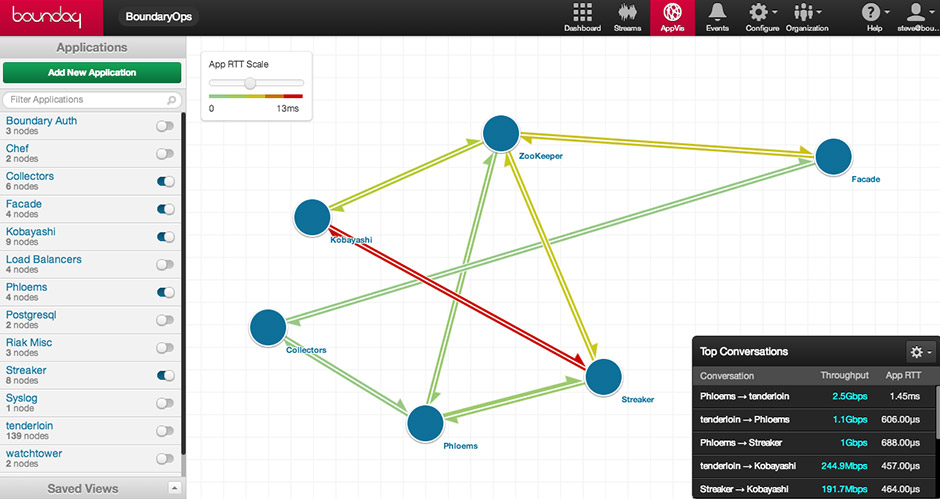 boundary
BoundaryOps
Dashboard
Streams
AppVis
Events
Configure
Organization
Help
steve@bou...
Applications
Add New Application
Filter Applications
Boundary Auth
3 nodes
Chef
2 nodes
Collectors
6 nodes
Facade
4 nodes
Kobayashi
9 nodes
Load Balancers
4 nodes
Phloems
4 nodes
Postgresql
2 nodes
Riak Misc
3 nodes
Streaker
8 nodes
Syslog
1 node
tenderloin
139 nodes
watchtower
2 nodes
Saved Views
App RTT Scale
0 13ms
ZooKeeper
Facade
Kobayashi
Collectors
Streaker
Phloems
Top Conversations
Conversation Throughput App RTT
Phloems → tenderloin 2.5Gbps 1.45ms
tenderloin → Phloems 1.1Gbps 606.00µs
Phloems → Streaker 1Gbps 688.00µs
tenderloin → Kobayashi 244.9Mbps 457.00µs
Streaker → Kobayashi 191.7Mbps 464.00µs